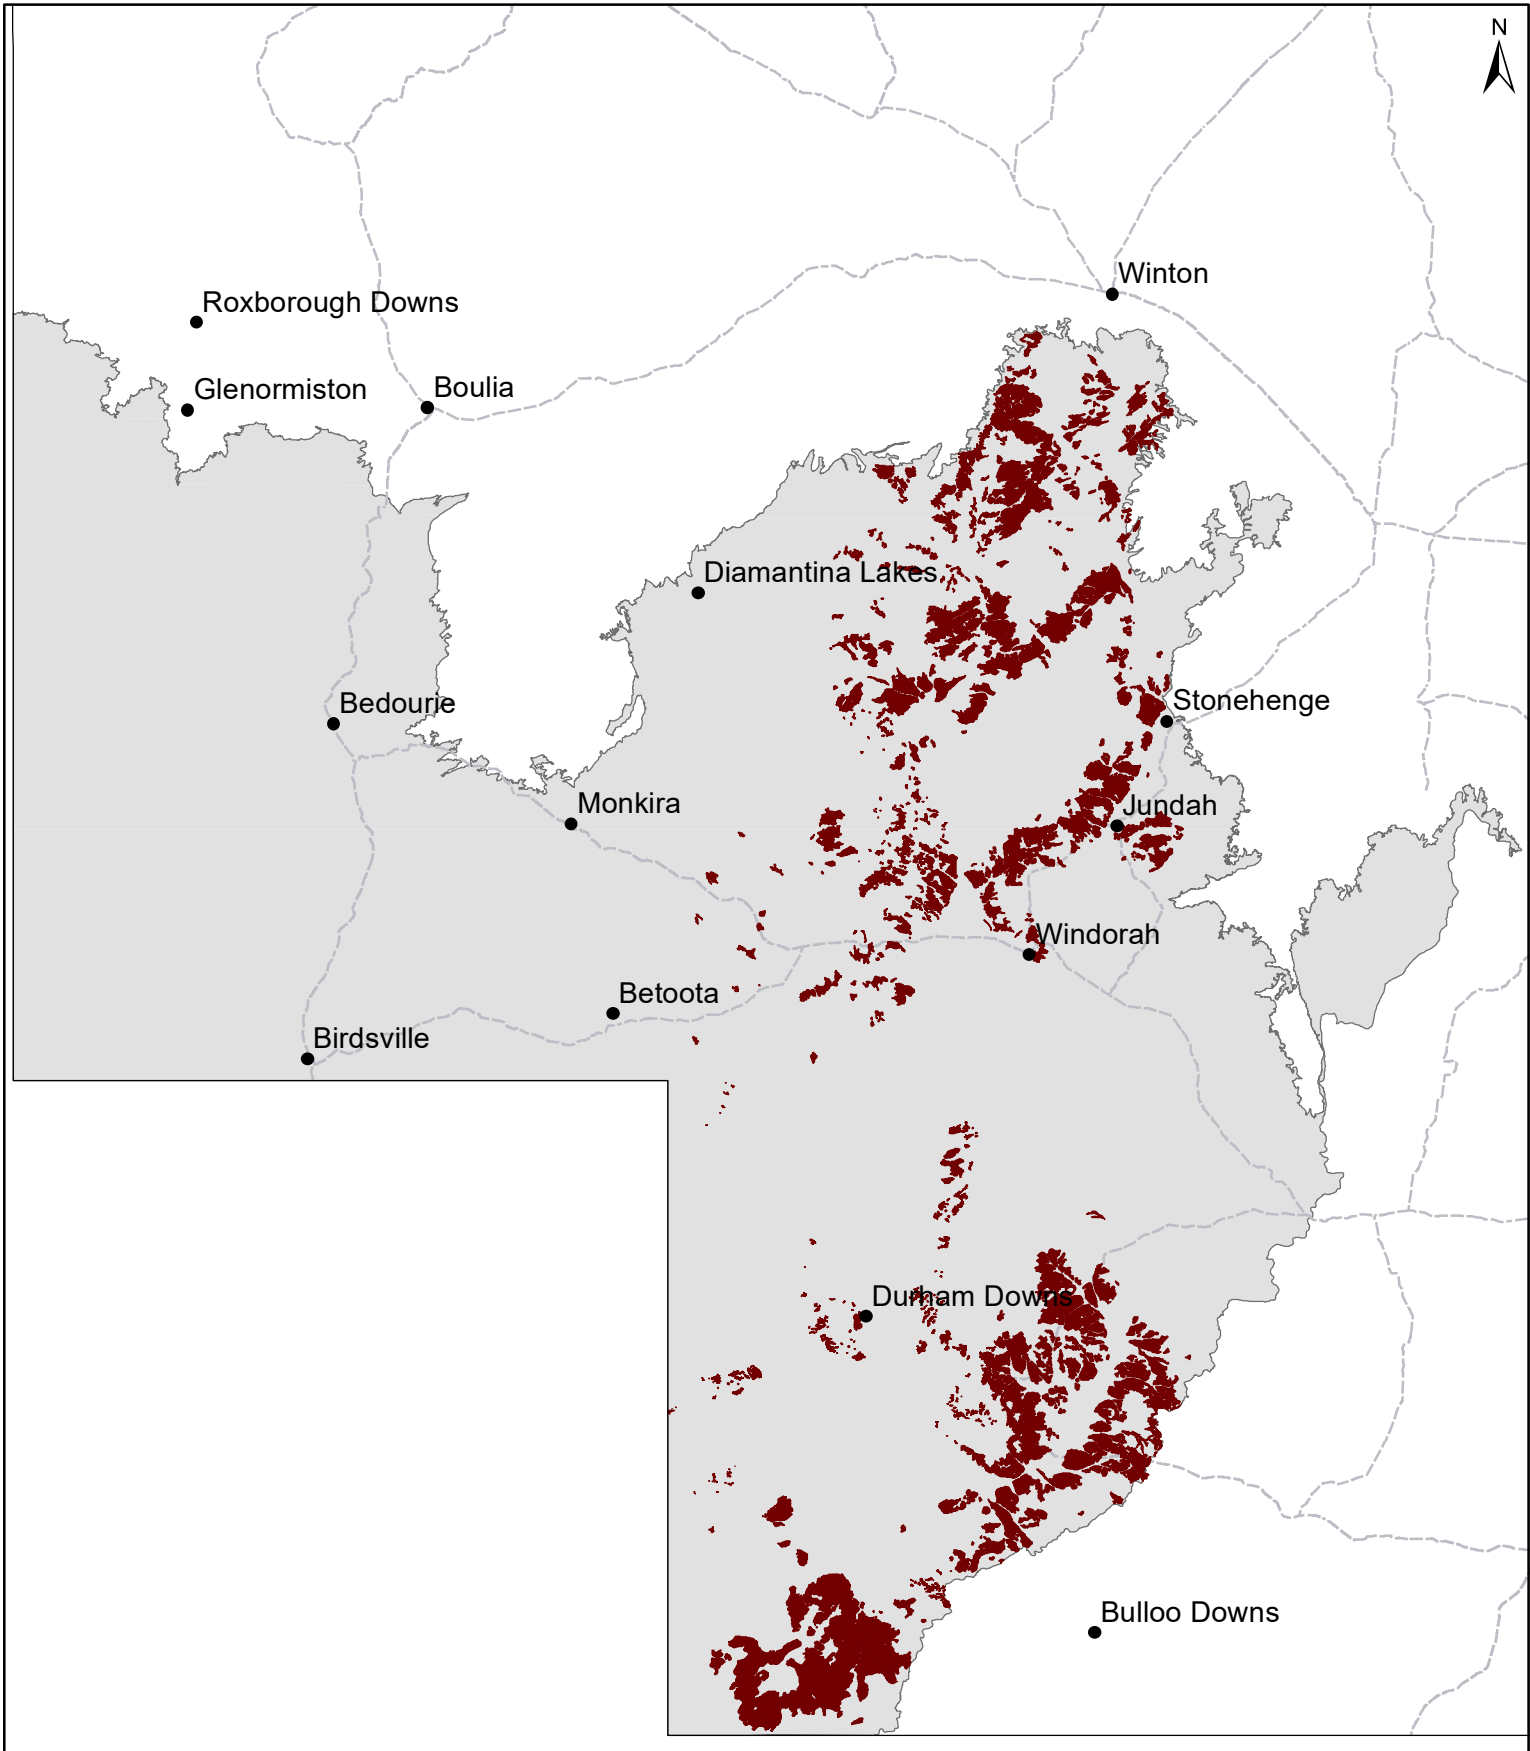 N
Winton
Roxborough Downs
Glenormiston
Boulia
Diamantina Lakes
Bedourie
Stonehenge
Monkira
Jundah
Windorah
Betoota
Birdsville
Durham Downs
Bulloo Downs